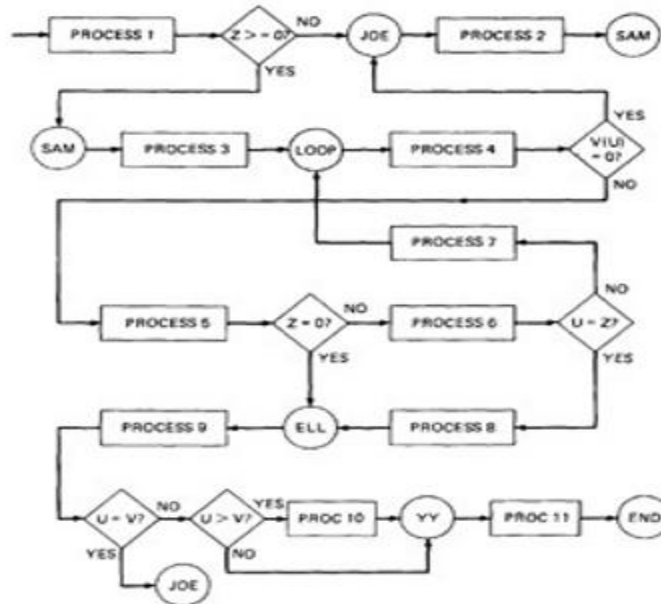 PROCESS 1
Z > = 0?
NO
JOE
PROCESS 2
SAM
YES
YES
SAM
PROCESS 3
LOOP
PROCESS 4
V(U)
= 0?
NO
PROCESS 7
NO
PROCESS 5
Z = 0?
NO
PROCESS 6
U = Z?
YES
YES
PROCESS 9
ELL
PROCESS 8
U = V?
NO
U > V?
YES
PROC 10
YY
PROC 11
END
YES
NO
JOE